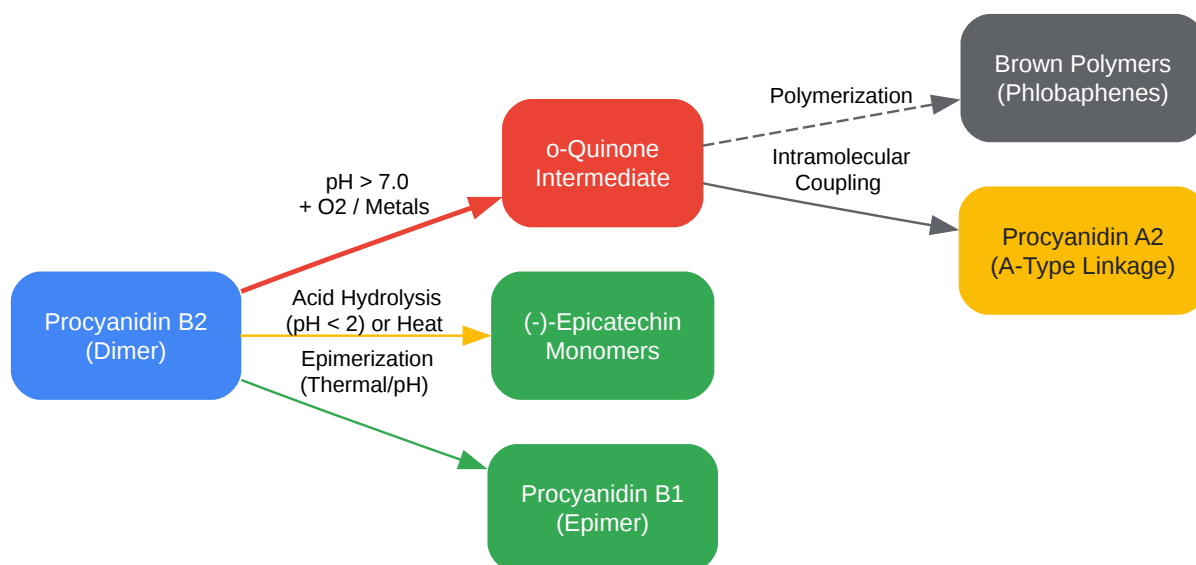 Procyanidin B2
(Dimer)
pH > 7.0
+ O2 / Metals
o-Quinone
Intermediate
Polymerization
Brown Polymers
(Phlobaphenes)
Intramolecular
Coupling
Procyanidin A2
(A-Type Linkage)
Acid Hydrolysis
(pH < 2) or Heat
(-)-Epicatechin
Monomers
Epimerization
(Thermal/pH)
Procyanidin B1
(Epimer)